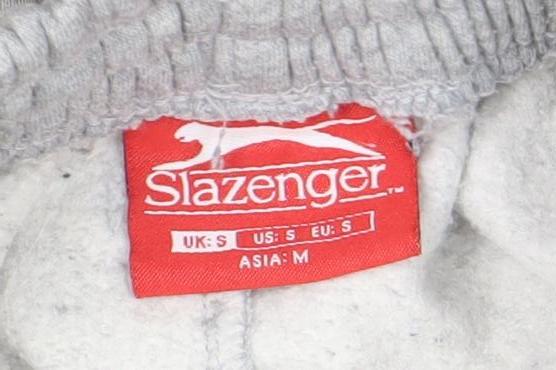 Slazenger™
UK: S US: S EU: S
ASIA: M